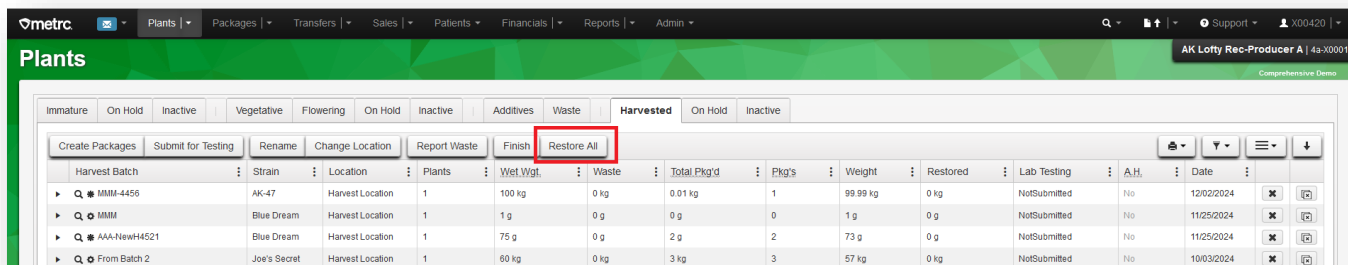 metrc Plants Packages Transfers Sales Patients Financials Reports Admin Support X00420
Plants
AK Lofty Rec-Producer A | 4a-X0001
Comprehensive Demo
Immature On Hold Inactive Vegetative Flowering On Hold Inactive Additives Waste Harvested On Hold Inactive
Create Packages Submit for Testing Rename Change Location Report Waste Finish Restore All
Harvest Batch Strain Location Plants Wet Wgt. Waste Total Pkg'd Pkg's Weight Restored Lab Testing A.H. Date
MMM-4456 AK-47 Harvest Location 1 100 kg 0 kg 0.01 kg 1 99.99 kg 0 kg NotSubmitted No 12/02/2024
MMM Blue Dream Harvest Location 1 1 g 0 g 0 g 0 1 g 0 g NotSubmitted No 11/25/2024
AAA-NewH4521 Blue Dream Harvest Location 1 75 g 0 g 2 g 2 73 g 0 g NotSubmitted No 11/25/2024
From Batch 2 Joe's Secret Harvest Location 1 60 kg 0 kg 3 kg 3 57 kg 0 kg NotSubmitted No 10/03/2024